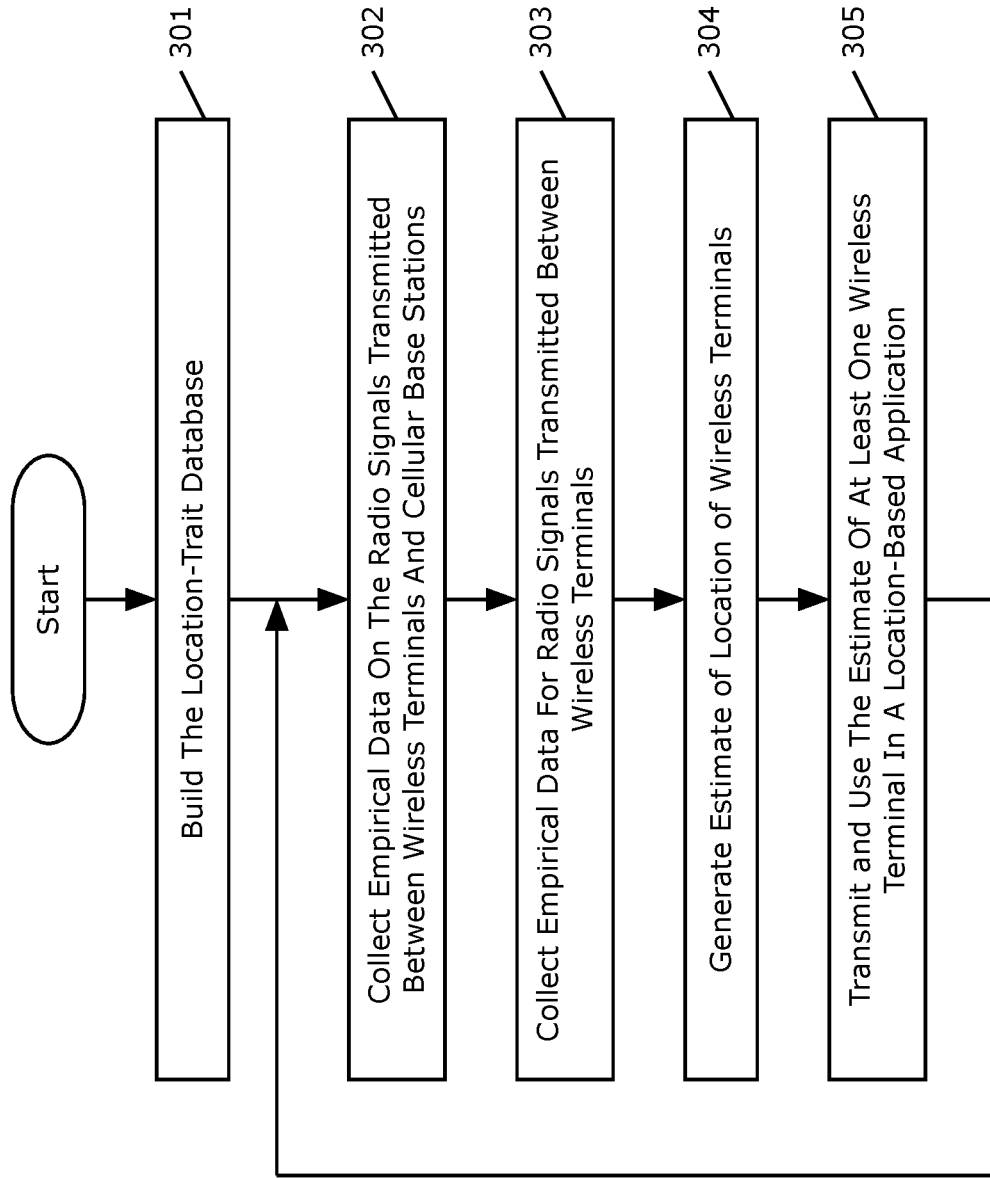 Start
Build The Location-Trait Database
301
Collect Empirical Data On The Radio Signals Transmitted
Between Wireless Terminals And Cellular Base Stations
302
Collect Empirical Data For Radio Signals Transmitted Between
Wireless Terminals
303
Generate Estimate of Location of Wireless Terminals
304
Transmit and Use The Estimate Of At Least One Wireless
Terminal In A Location-Based Application
305